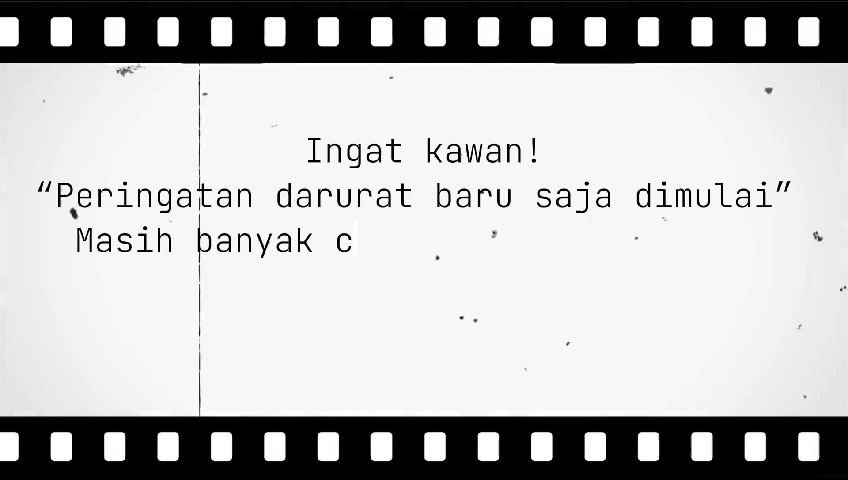 Ingat kawan!
“Peringatan darurat baru saja dimulai”
Masih banyak c